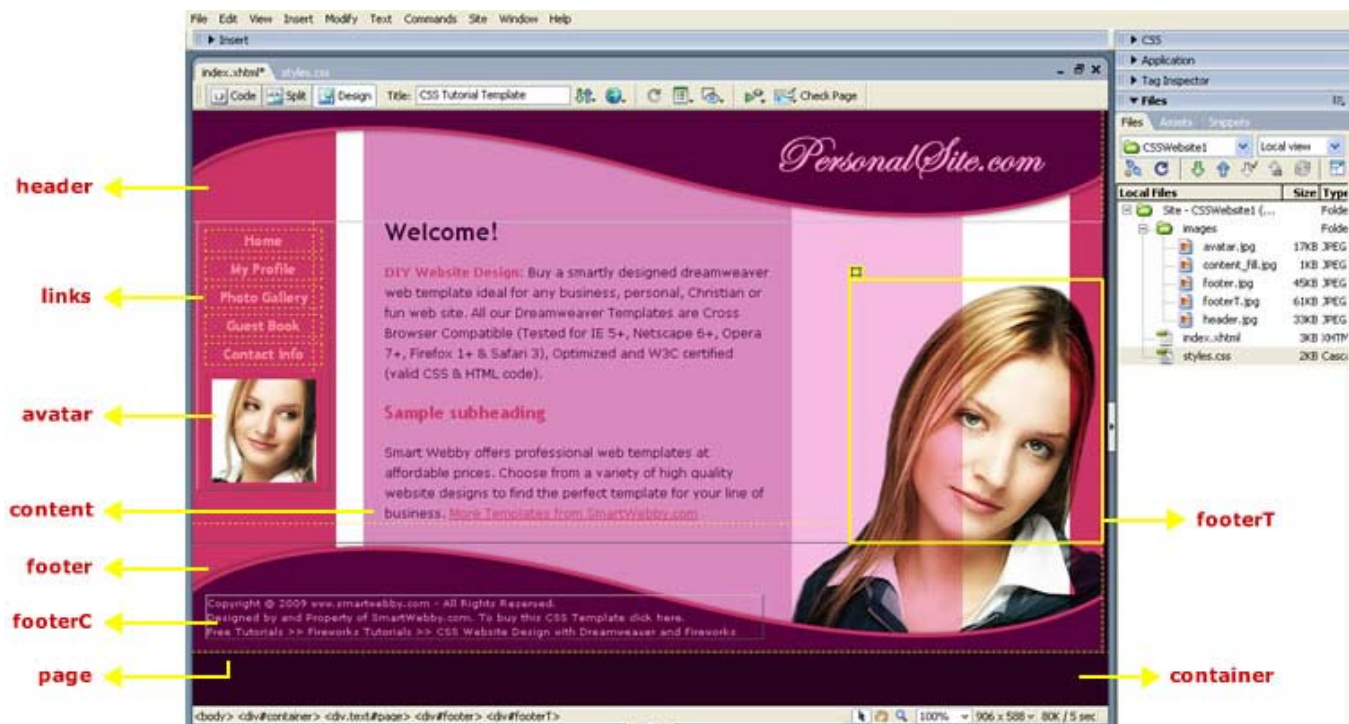 File Edit View Insert Modify Text Commands Site Window Help
Insert
index.xhtml* styles.css
Code Split Design Title: CSS Tutorial Template Check Page
PersonalSite.com
header
links
avatar
content
footer
footerC
page
Home
My Profile
Photo Gallery
Guest Book
Contact Info
Welcome!
DIY Website Design: Buy a smartly designed dreamweaver
web template ideal for any business, personal, Christian or
fun web site. All our Dreamweaver Templates are Cross
Browser Compatible (Tested for IE 5+, Netscape 6+, Opera
7+, Firefox 1+ & Safari 3), Optimized and W3C certified
(valid CSS & HTML code).
Sample subheading
Smart Webby offers professional web templates at
affordable prices. Choose from a variety of high quality
website designs to find the perfect template for your line of
business. More Templates from SmartWebby.com
Copyright @ 2009 www.smartwebby.com - All Rights Reserved.
Designed by and Property of SmartWebby.com. To buy this CSS Template click here.
Free Tutorials >> Fireworks Tutorials >> CSS Website Design with Dreamweaver and Fireworks
footerT
container
<body> <div#container> <div.text#page> <div#footer> <div#footerT>
100% 906 x 588 80K / 5 sec
CSS
Application
Tag Inspector
Files
Files Assets Snippets
CSSWebsite1 Local view
Local Files Size Type
Site - CSSWebsite1 (... Folde
images Folde
avatar.jpg 17KB JPEG
content_fill.jpg 1KB JPEG
footer.jpg 45KB JPEG
footerT.jpg 61KB JPEG
header.jpg 33KB JPEG
index.xhtml 3KB XHTM
styles.css 2KB Casca